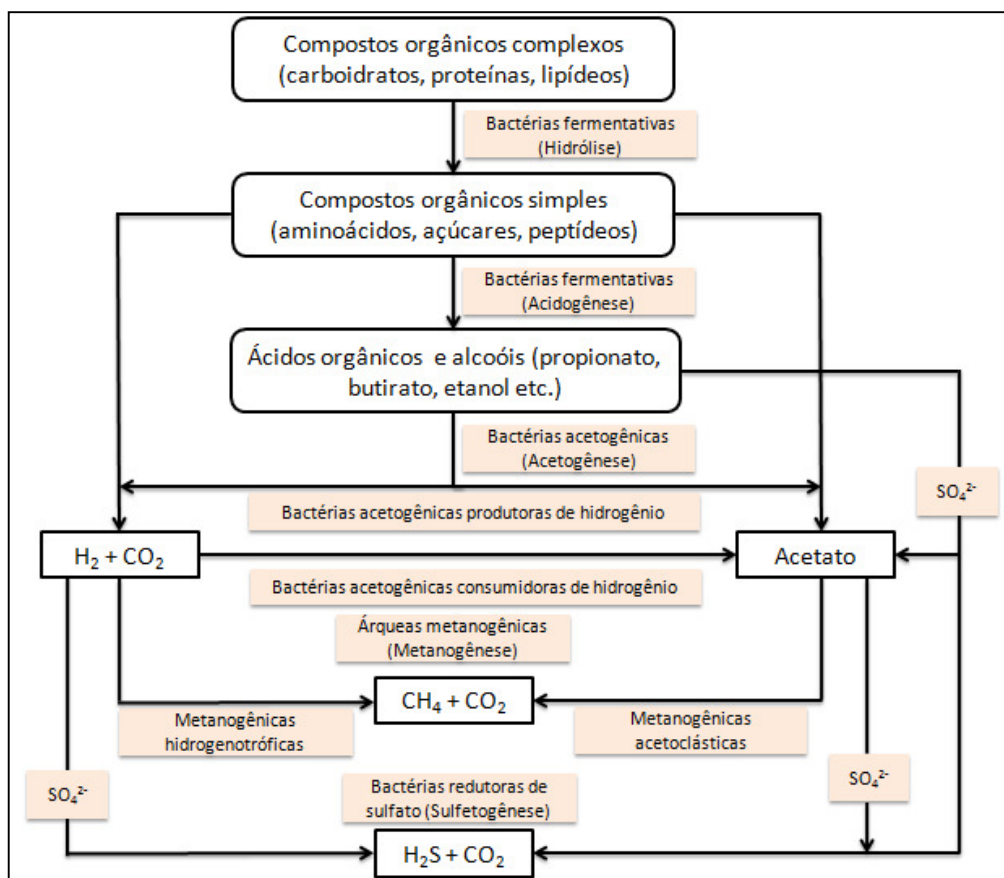 Compostos orgânicos complexos
(carboidratos, proteínas, lipídeos)
Bactérias fermentativas
(Hidrólise)
Compostos orgânicos simples
(aminoácidos, açúcares, peptídeos)
Bactérias fermentativas
(Acidogênese)
Ácidos orgânicos e alcoóis (propionato,
butirato, etanol etc.)
Bactérias acetogênicas
(Acetogênese)
SO₄²⁻
Bactérias acetogênicas produtoras de hidrogênio
H₂ + CO₂
Acetato
Bactérias acetogênicas consumidoras de hidrogênio
Árqueas metanogênicas
(Metanogênese)
CH₄ + CO₂
Metanogênicas
hidrogenotróficas
Metanogênicas
acetoclásticas
SO₄²⁻
Bactérias redutoras de
sulfato (Sulfetogênese)
SO₄²⁻
H₂S + CO₂